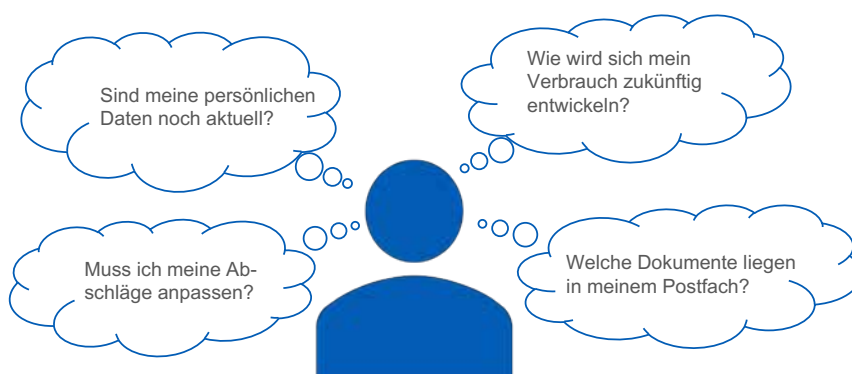 Sind meine persönlichen
Daten noch aktuell?
Wie wird sich mein
Verbrauch zukünftig
entwickeln?
Muss ich meine Ab-
schläge anpassen?
Welche Dokumente liegen
in meinem Postfach?